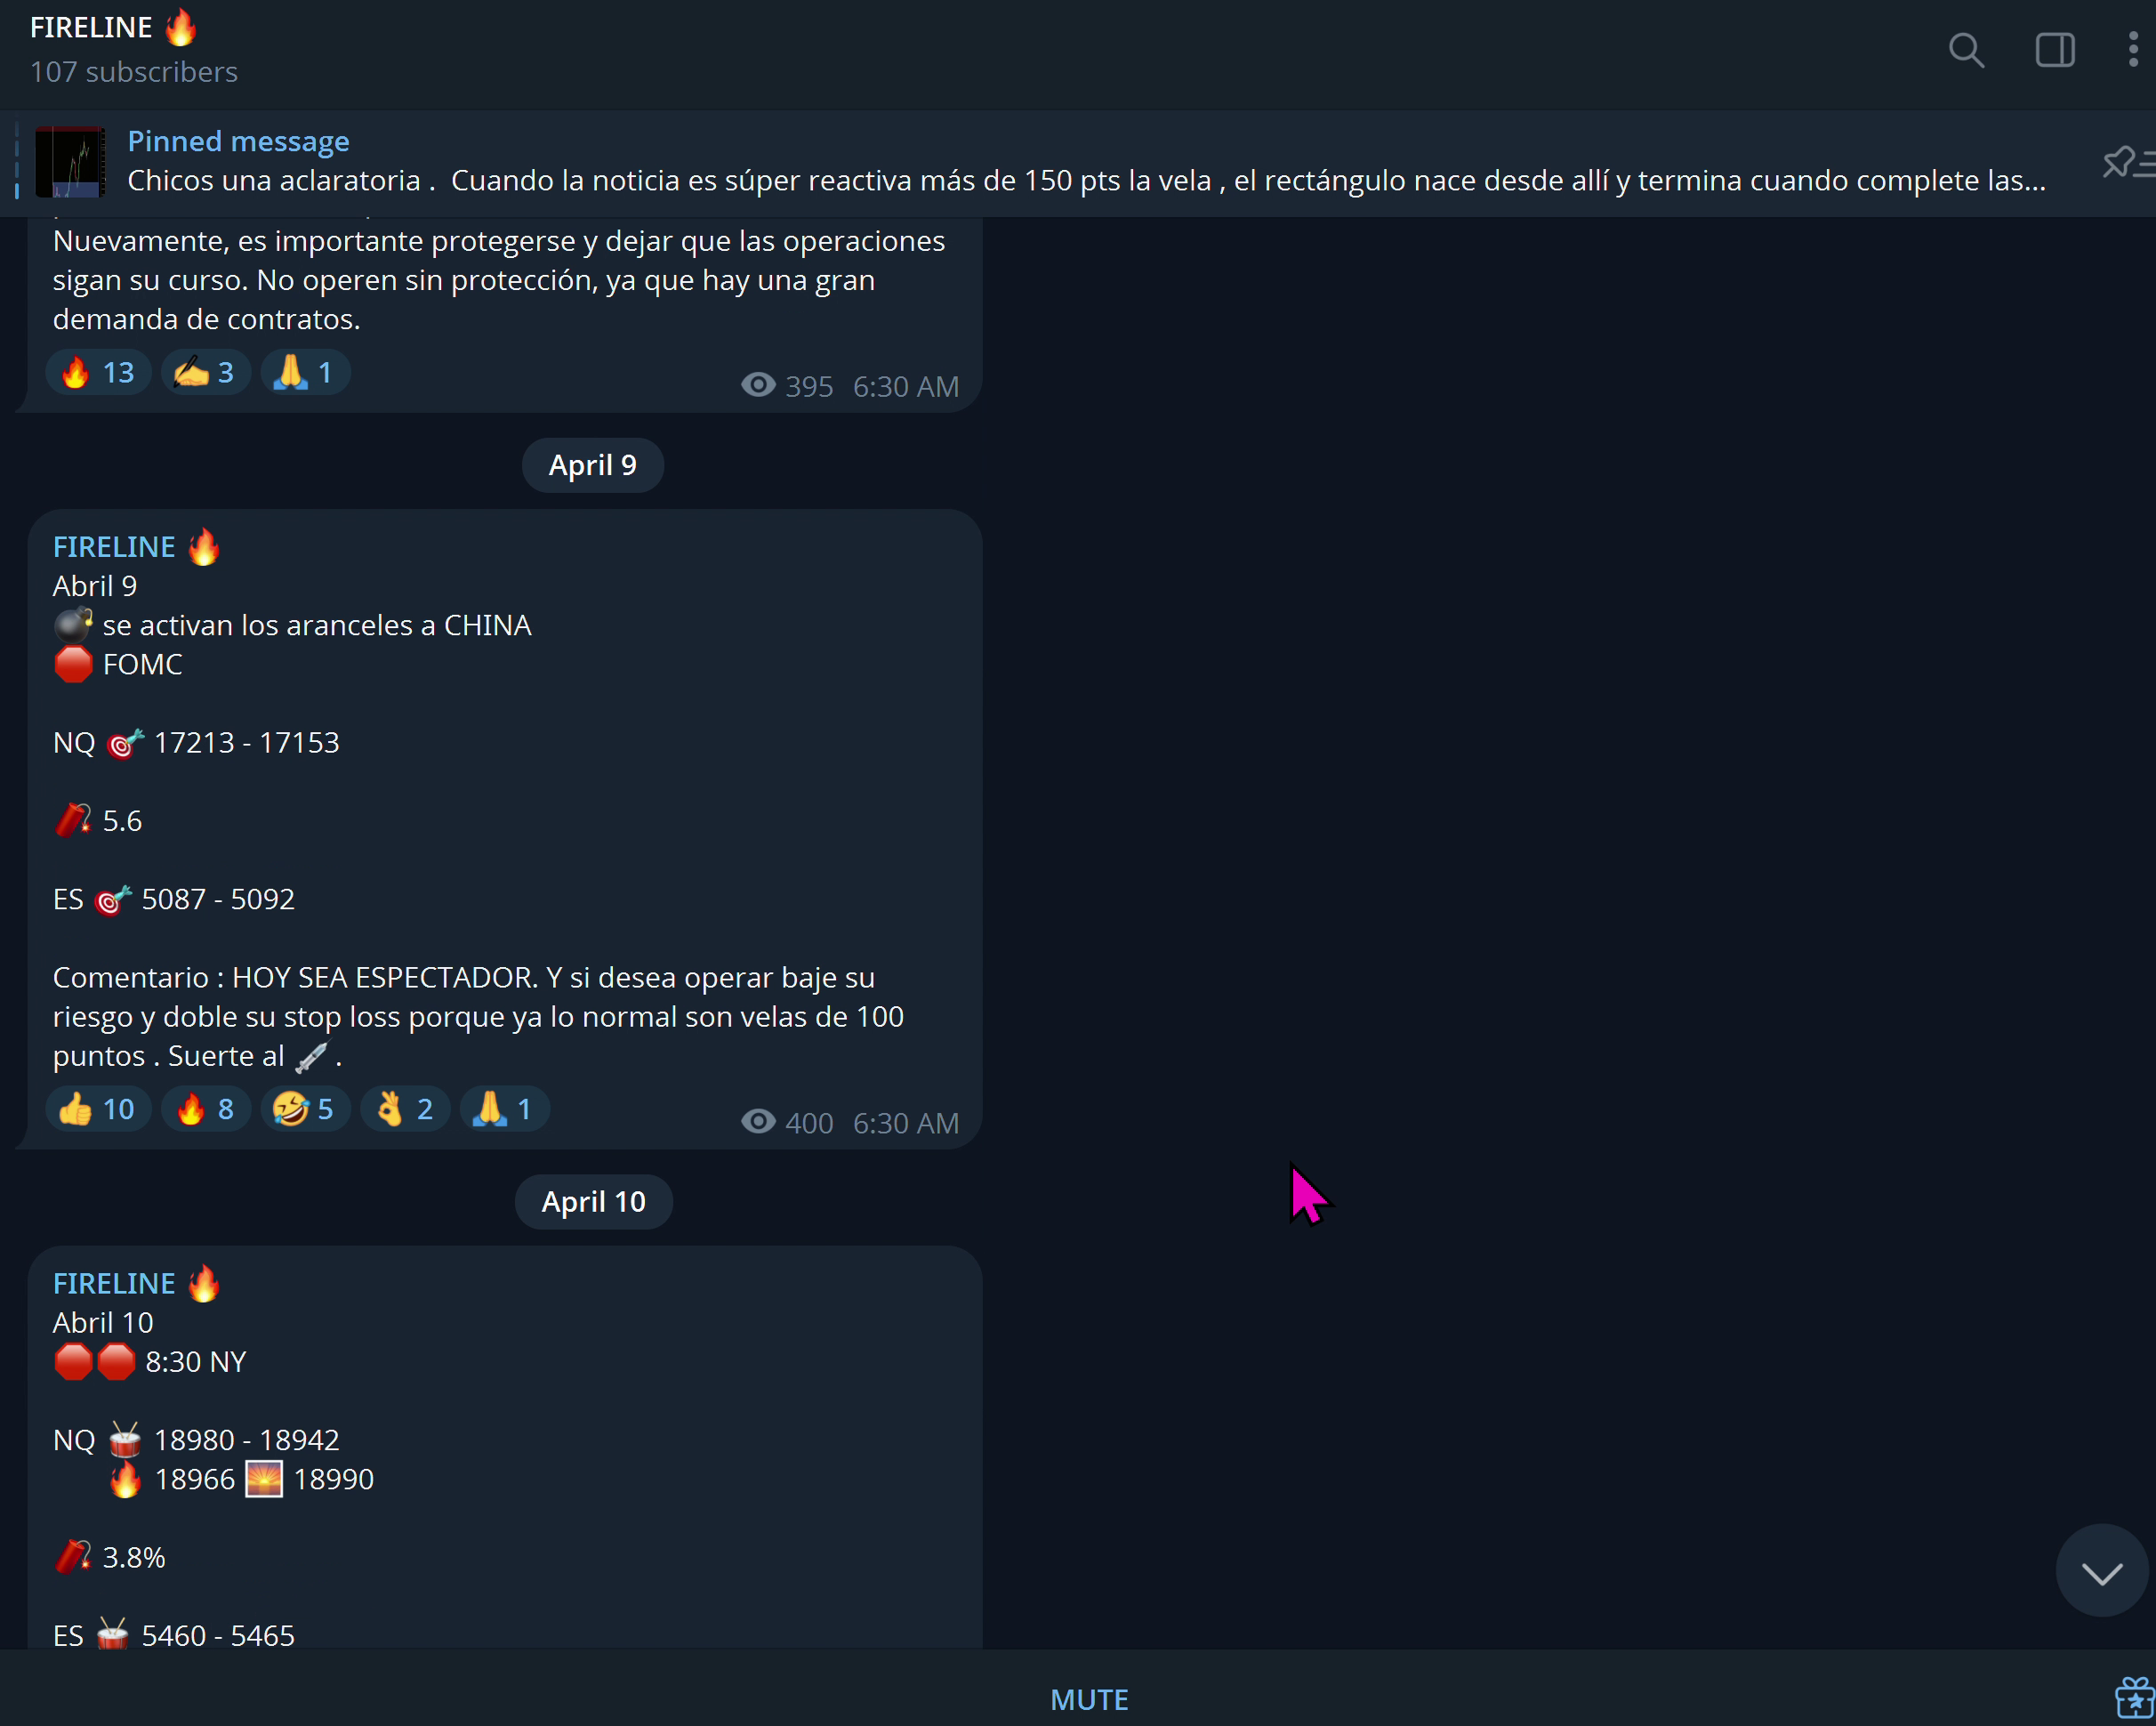 FIRELINE 🔥
107 subscribers
Pinned message
Chicos una aclaratoria . Cuando la noticia es súper reactiva más de 150 pts la vela , el rectángulo nace desde allí y termina cuando complete las...
Nuevamente, es importante protegerse y dejar que las operaciones
sigan su curso. No operen sin protección, ya que hay una gran
demanda de contratos.
🔥 13 ✍️ 3 🙏 1
395 6:30 AM
April 9
FIRELINE 🔥
Abril 9
💣 se activan los aranceles a CHINA
🛑 FOMC
NQ 🎯 17213 - 17153
🧨 5.6
ES 🎯 5087 - 5092
Comentario : HOY SEA ESPECTADOR. Y si desea operar baje su
riesgo y doble su stop loss porque ya lo normal son velas de 100
puntos . Suerte al 💉 .
👍 10 🔥 8 🤣 5 👌 2 🙏 1
400 6:30 AM
April 10
FIRELINE 🔥
Abril 10
🛑🛑 8:30 NY
NQ 🥁 18980 - 18942
🔥 18966 🌅 18990
🧨 3.8%
ES 🥁 5460 - 5465
MUTE